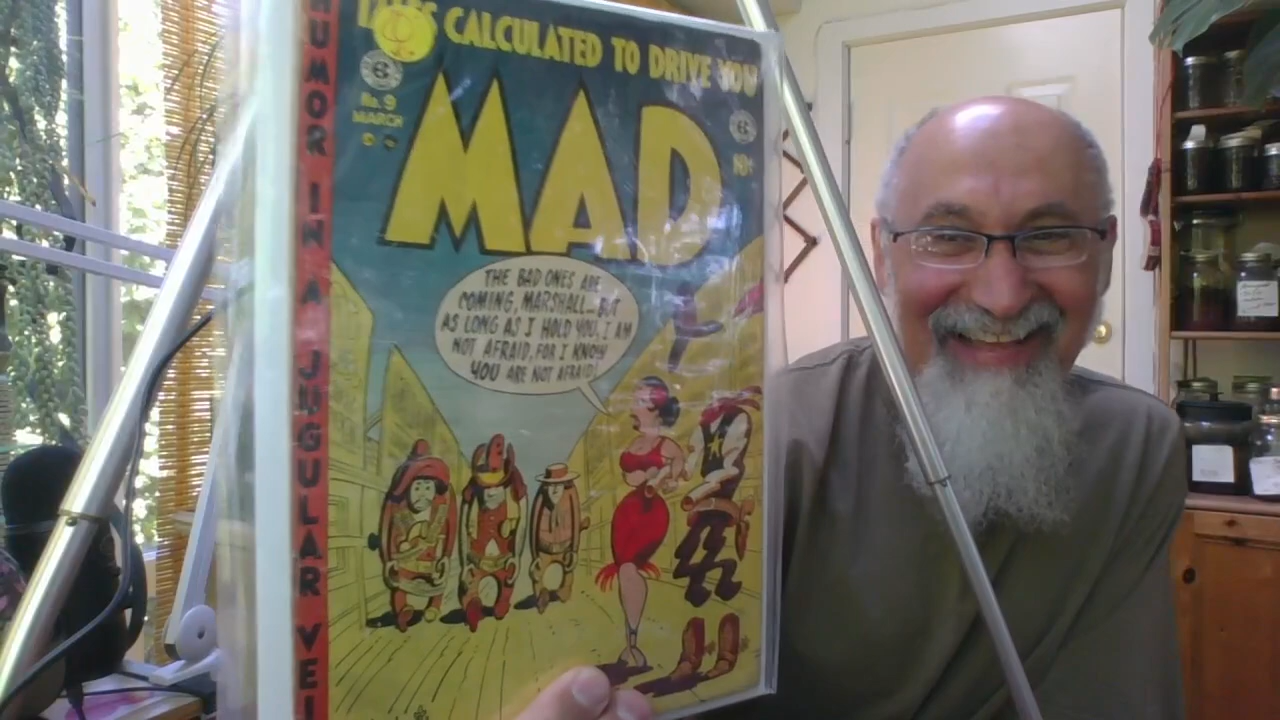 TALES CALCULATED TO DRIVE YOU
MAD
No. 9
MARCH
10¢
HUMOR IN A JUGULAR VEI
THE BAD ONES ARE
COMING, MARSHALL... BUT
AS LONG AS I HOLD YOU, I AM
NOT AFRAID, FOR I KNOW
YOU ARE NOT AFRAID!